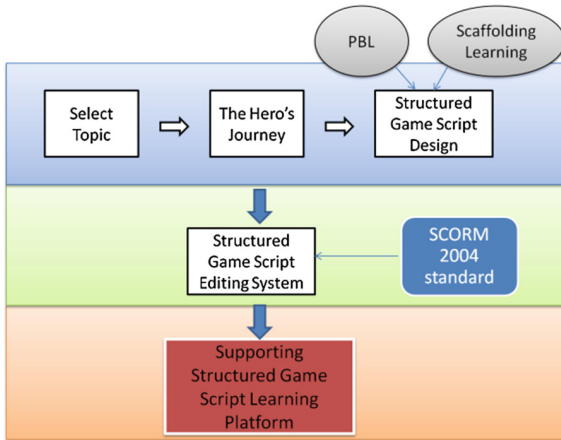 PBL
Scaffolding
Learning
Select
Topic
The Hero's
Journey
Structured
Game Script
Design
Structured
Game Script
Editing System
SCORM
2004
standard
Supporting
Structured Game
Script Learning
Platform